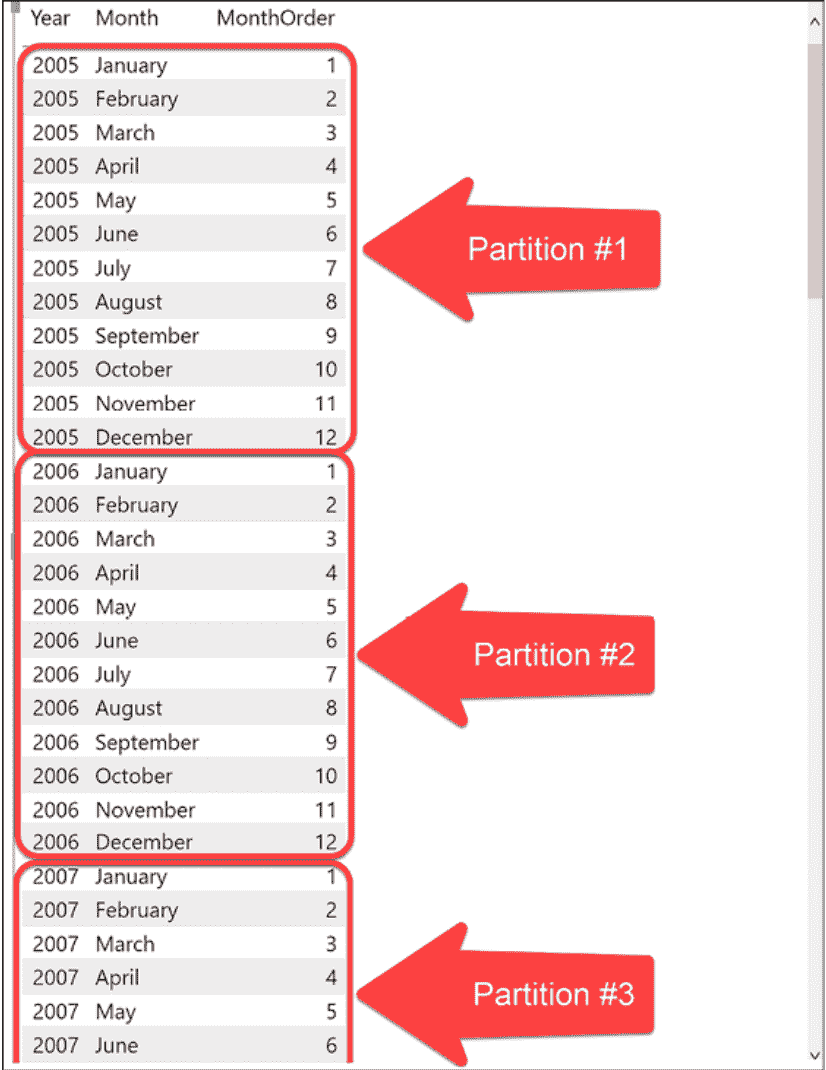 Year Month MonthOrder
2005 January 1
2005 February 2
2005 March 3
2005 April 4
2005 May 5
2005 June 6
Partition #1
2005 July 7
2005 August 8
2005 September 9
2005 October 10
2005 November 11
2005 December 12
2006 January 1
2006 February 2
2006 March 3
2006 April 4
2006 May 5
2006 June 6
Partition #2
2006 July 7
2006 August 8
2006 September 9
2006 October 10
2006 November 11
2006 December 12
2007 January 1
2007 February 2
2007 March 3
2007 April 4
Partition #3
2007 May 5
2007 June 6